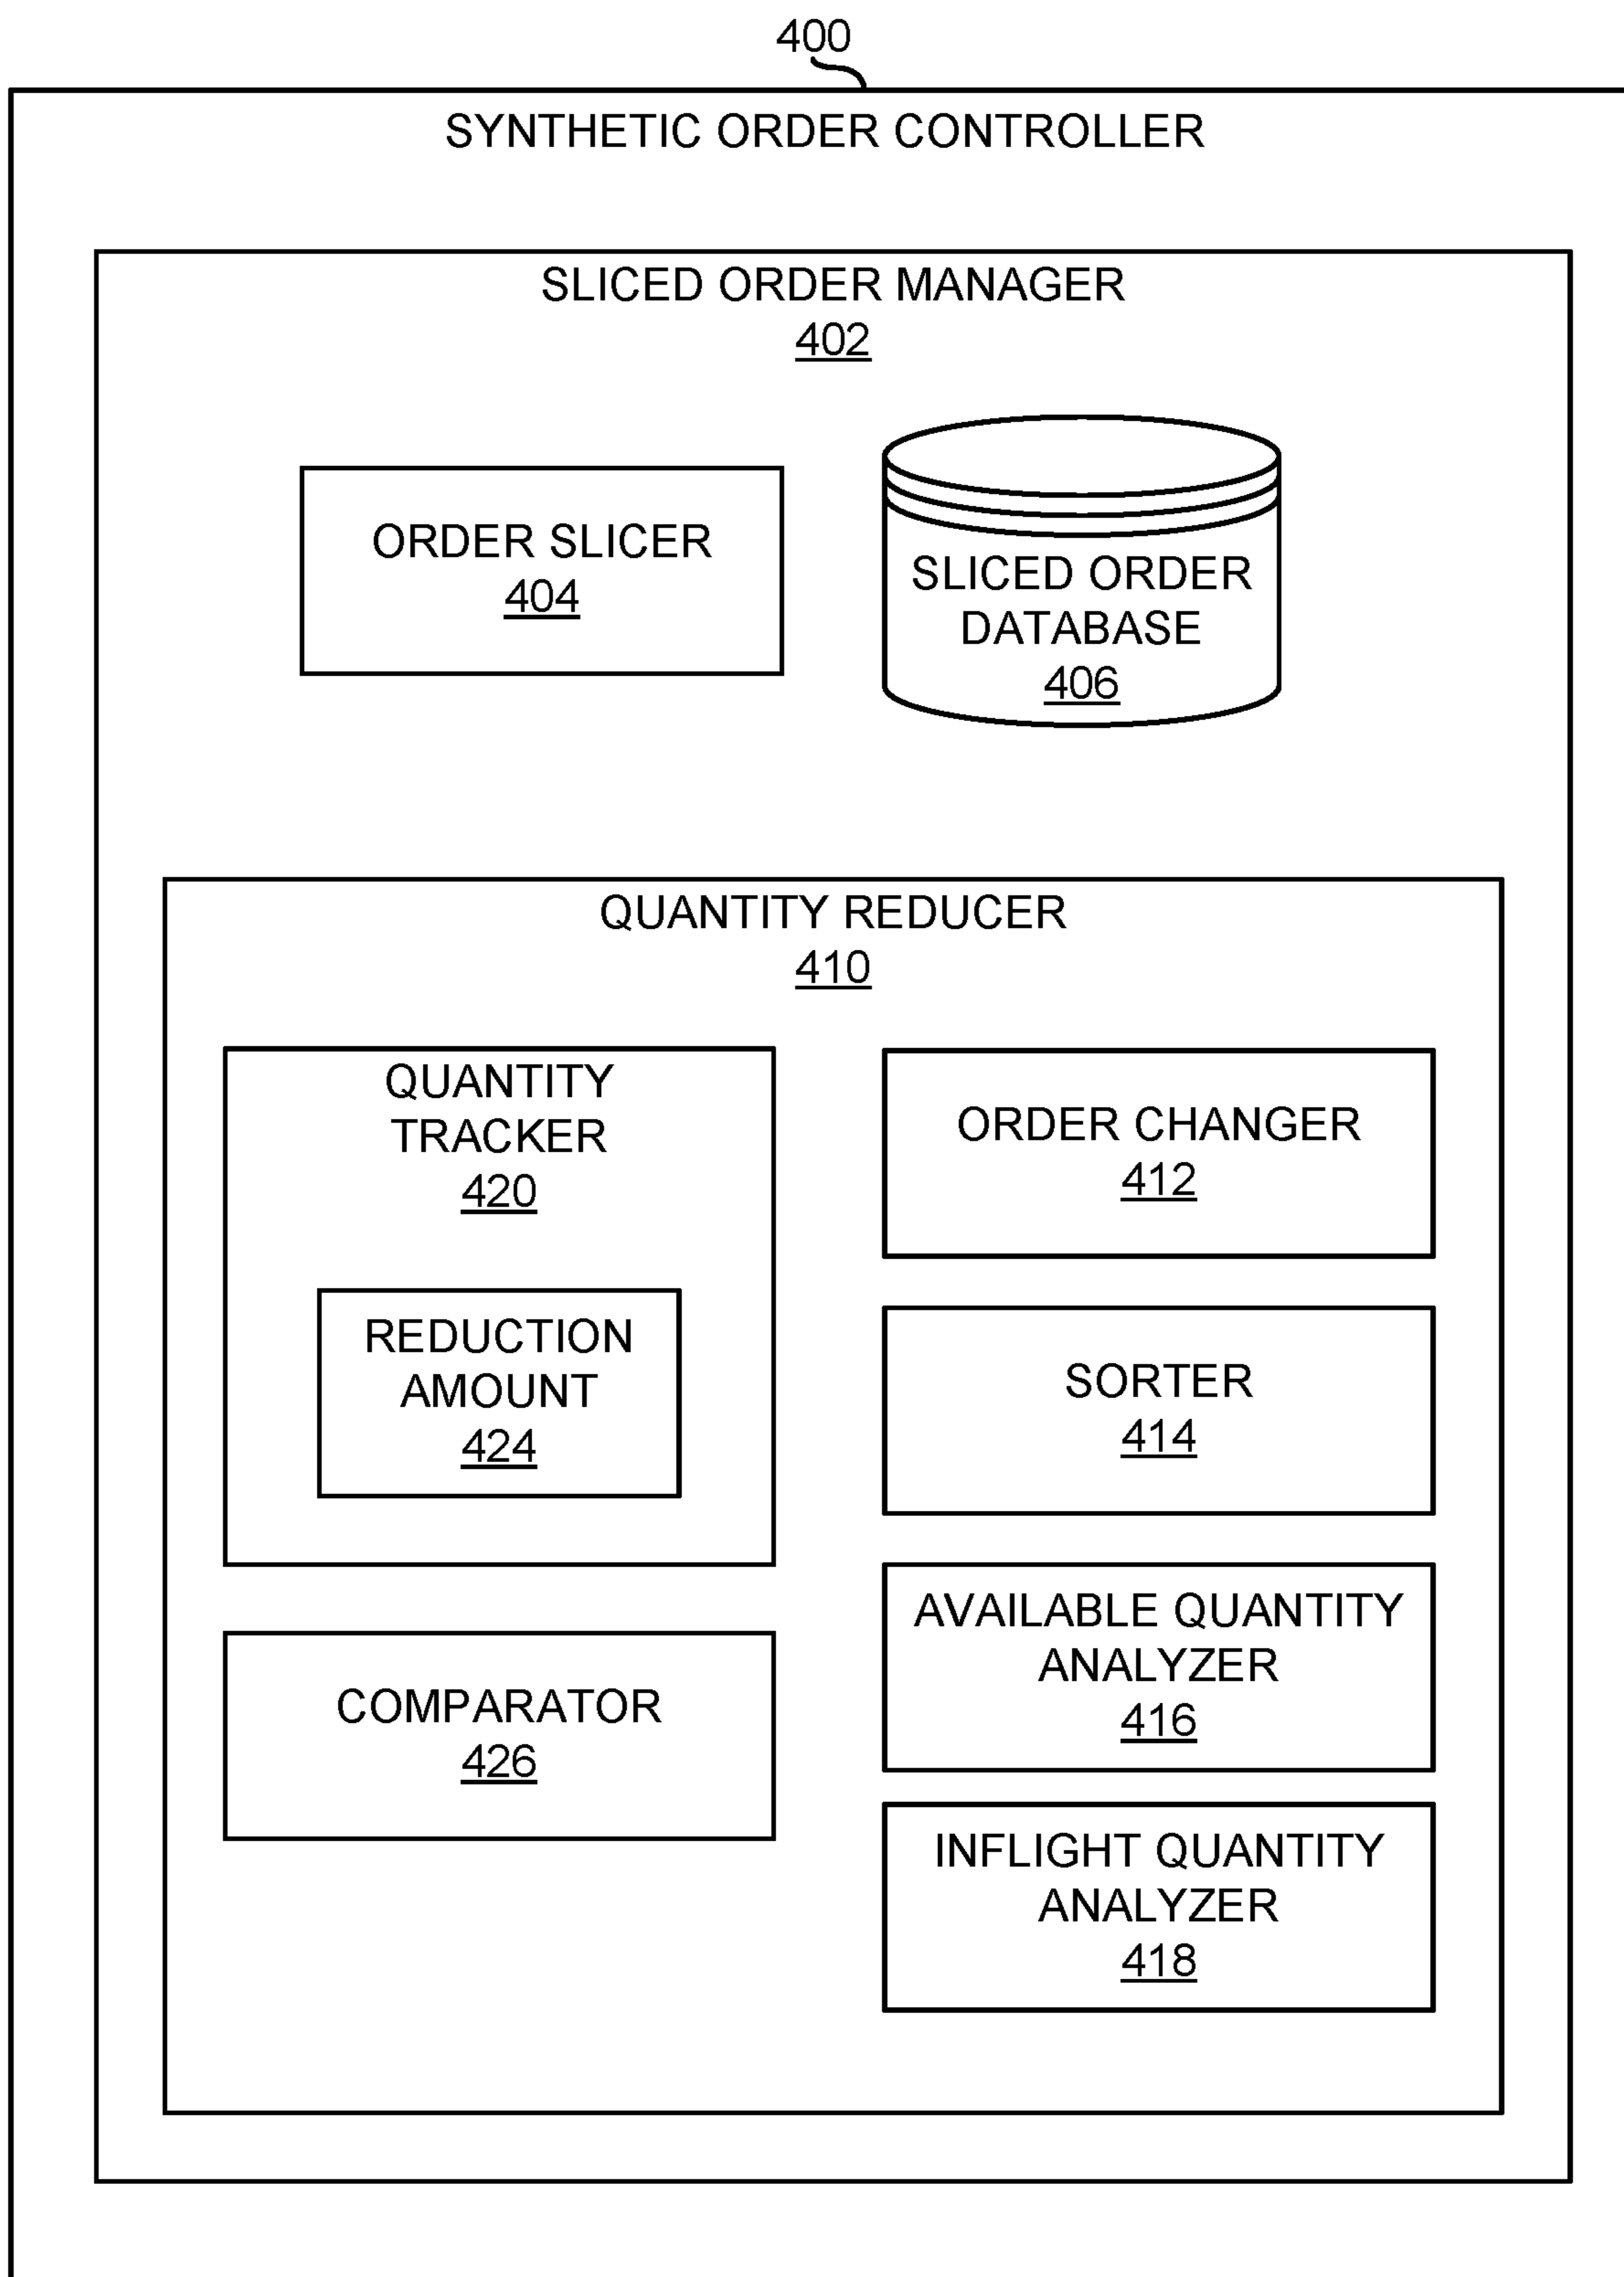 400
SYNTHETIC ORDER CONTROLLER
SLICED ORDER MANAGER
402
ORDER SLICER
404
SLICED ORDER
DATABASE
406
QUANTITY REDUCER
410
QUANTITY
TRACKER
420
REDUCTION
AMOUNT
424
COMPARATOR
426
ORDER CHANGER
412
SORTER
414
AVAILABLE QUANTITY
ANALYZER
416
INFLIGHT QUANTITY
ANALYZER
418